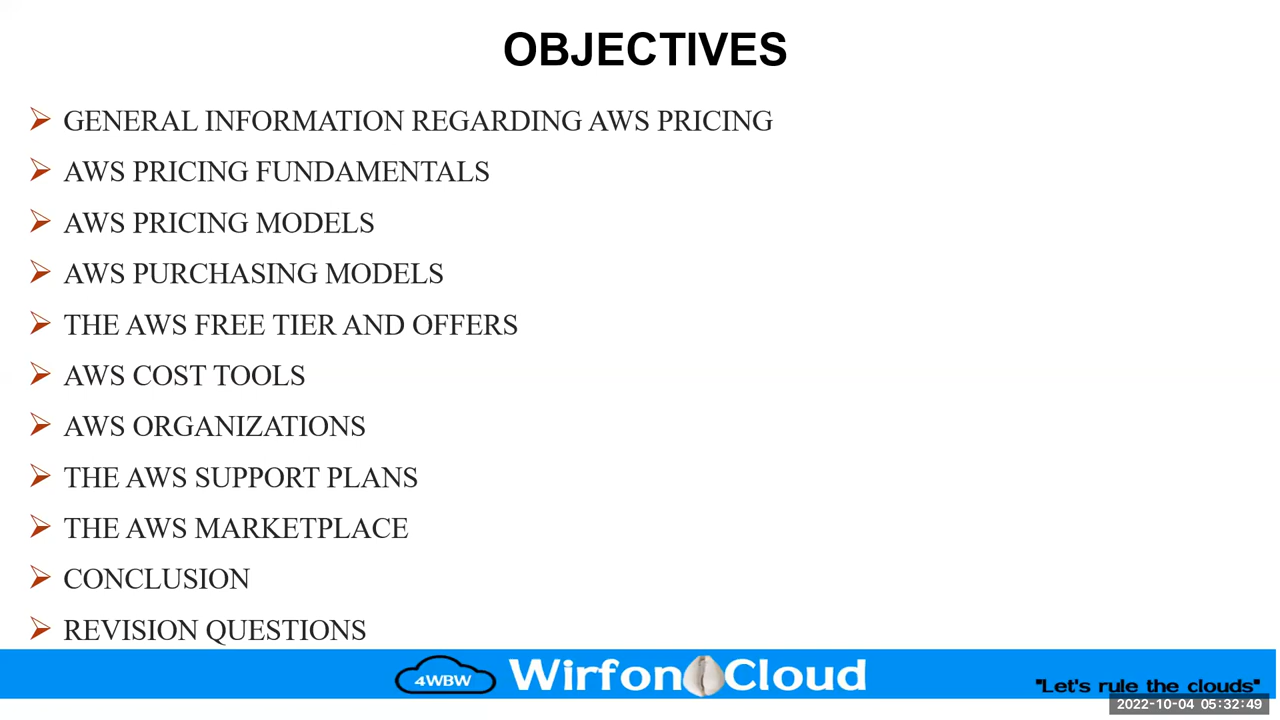 OBJECTIVES
GENERAL INFORMATION REGARDING AWS PRICING
AWS PRICING FUNDAMENTALS
AWS PRICING MODELS
AWS PURCHASING MODELS
THE AWS FREE TIER AND OFFERS
AWS COST TOOLS
AWS ORGANIZATIONS
THE AWS SUPPORT PLANS
THE AWS MARKETPLACE
CONCLUSION
REVISION QUESTIONS
4WBW Wirfon Cloud
"Let's rule the clouds"
2022-10-04 05:32:49